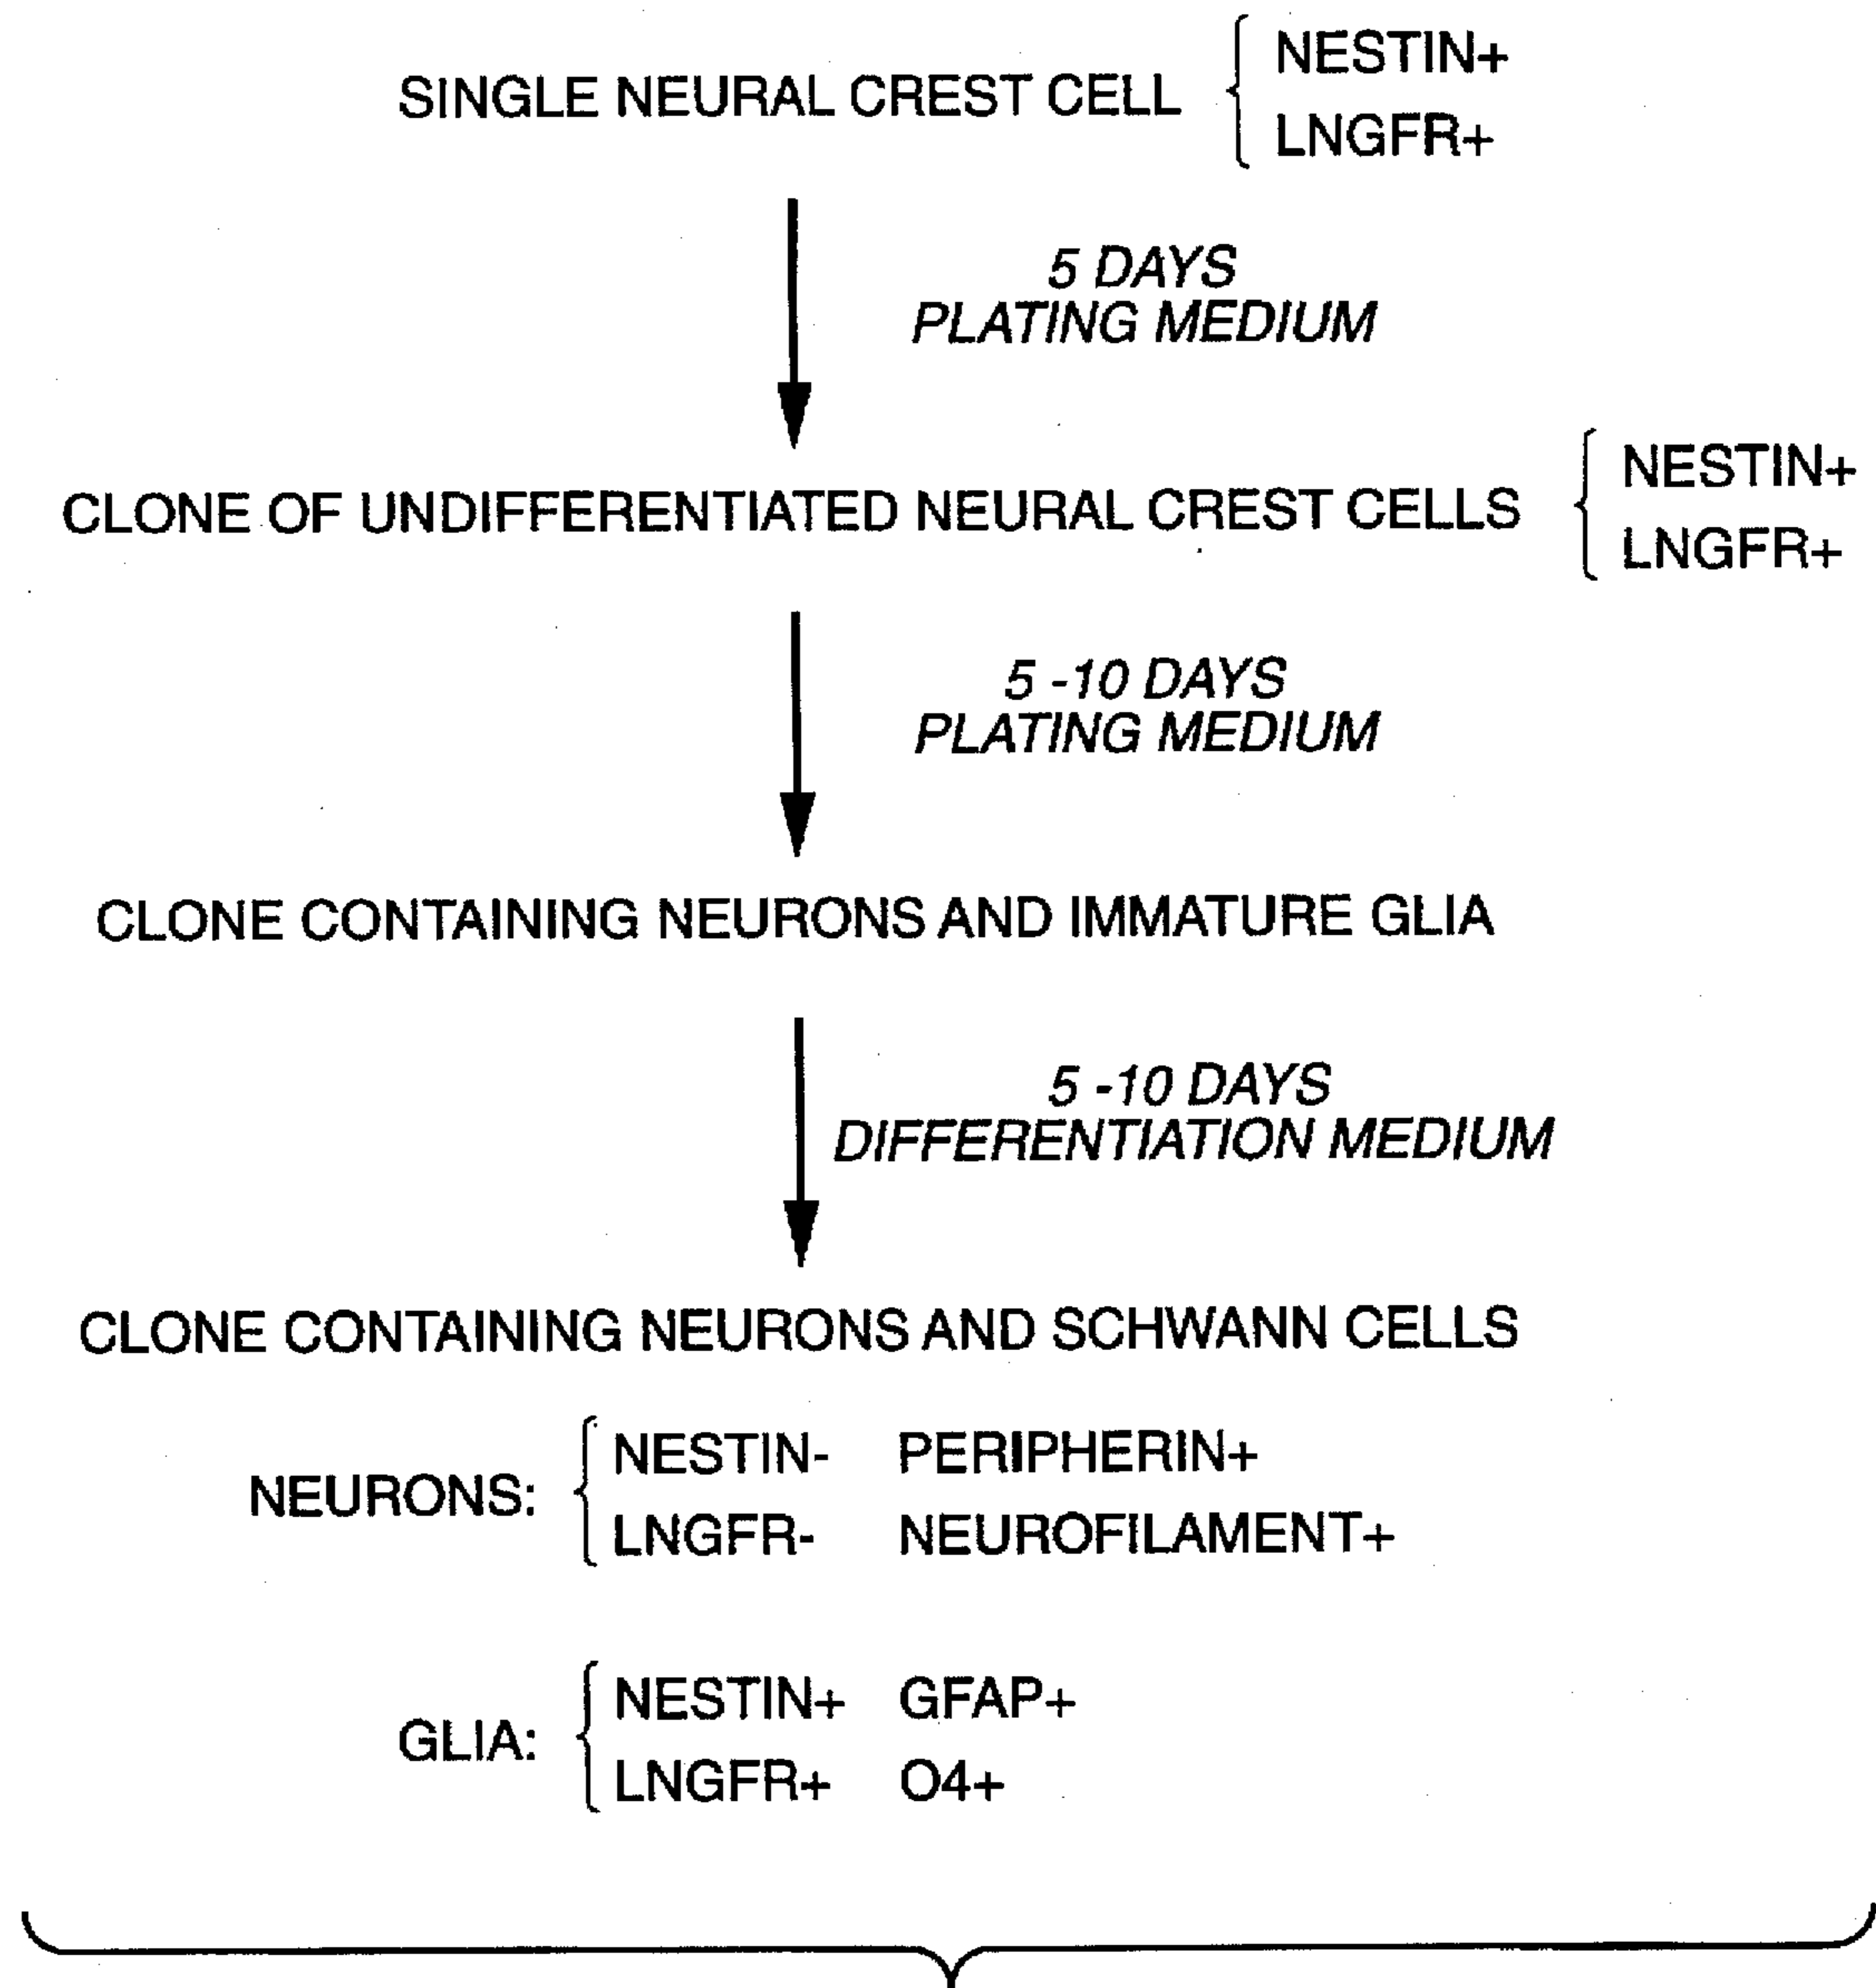 SINGLE NEURAL CREST CELL
NESTIN+
LNGFR+
5 DAYS
PLATING MEDIUM
CLONE OF UNDIFFERENTIATED NEURAL CREST CELLS
NESTIN+
LNGFR+
5 -10 DAYS
PLATING MEDIUM
CLONE CONTAINING NEURONS AND IMMATURE GLIA
5 -10 DAYS
DIFFERENTIATION MEDIUM
CLONE CONTAINING NEURONS AND SCHWANN CELLS
NEURONS:
NESTIN- PERIPHERIN+
LNGFR- NEUROFILAMENT+
GLIA:
NESTIN+ GFAP+
LNGFR+ O4+